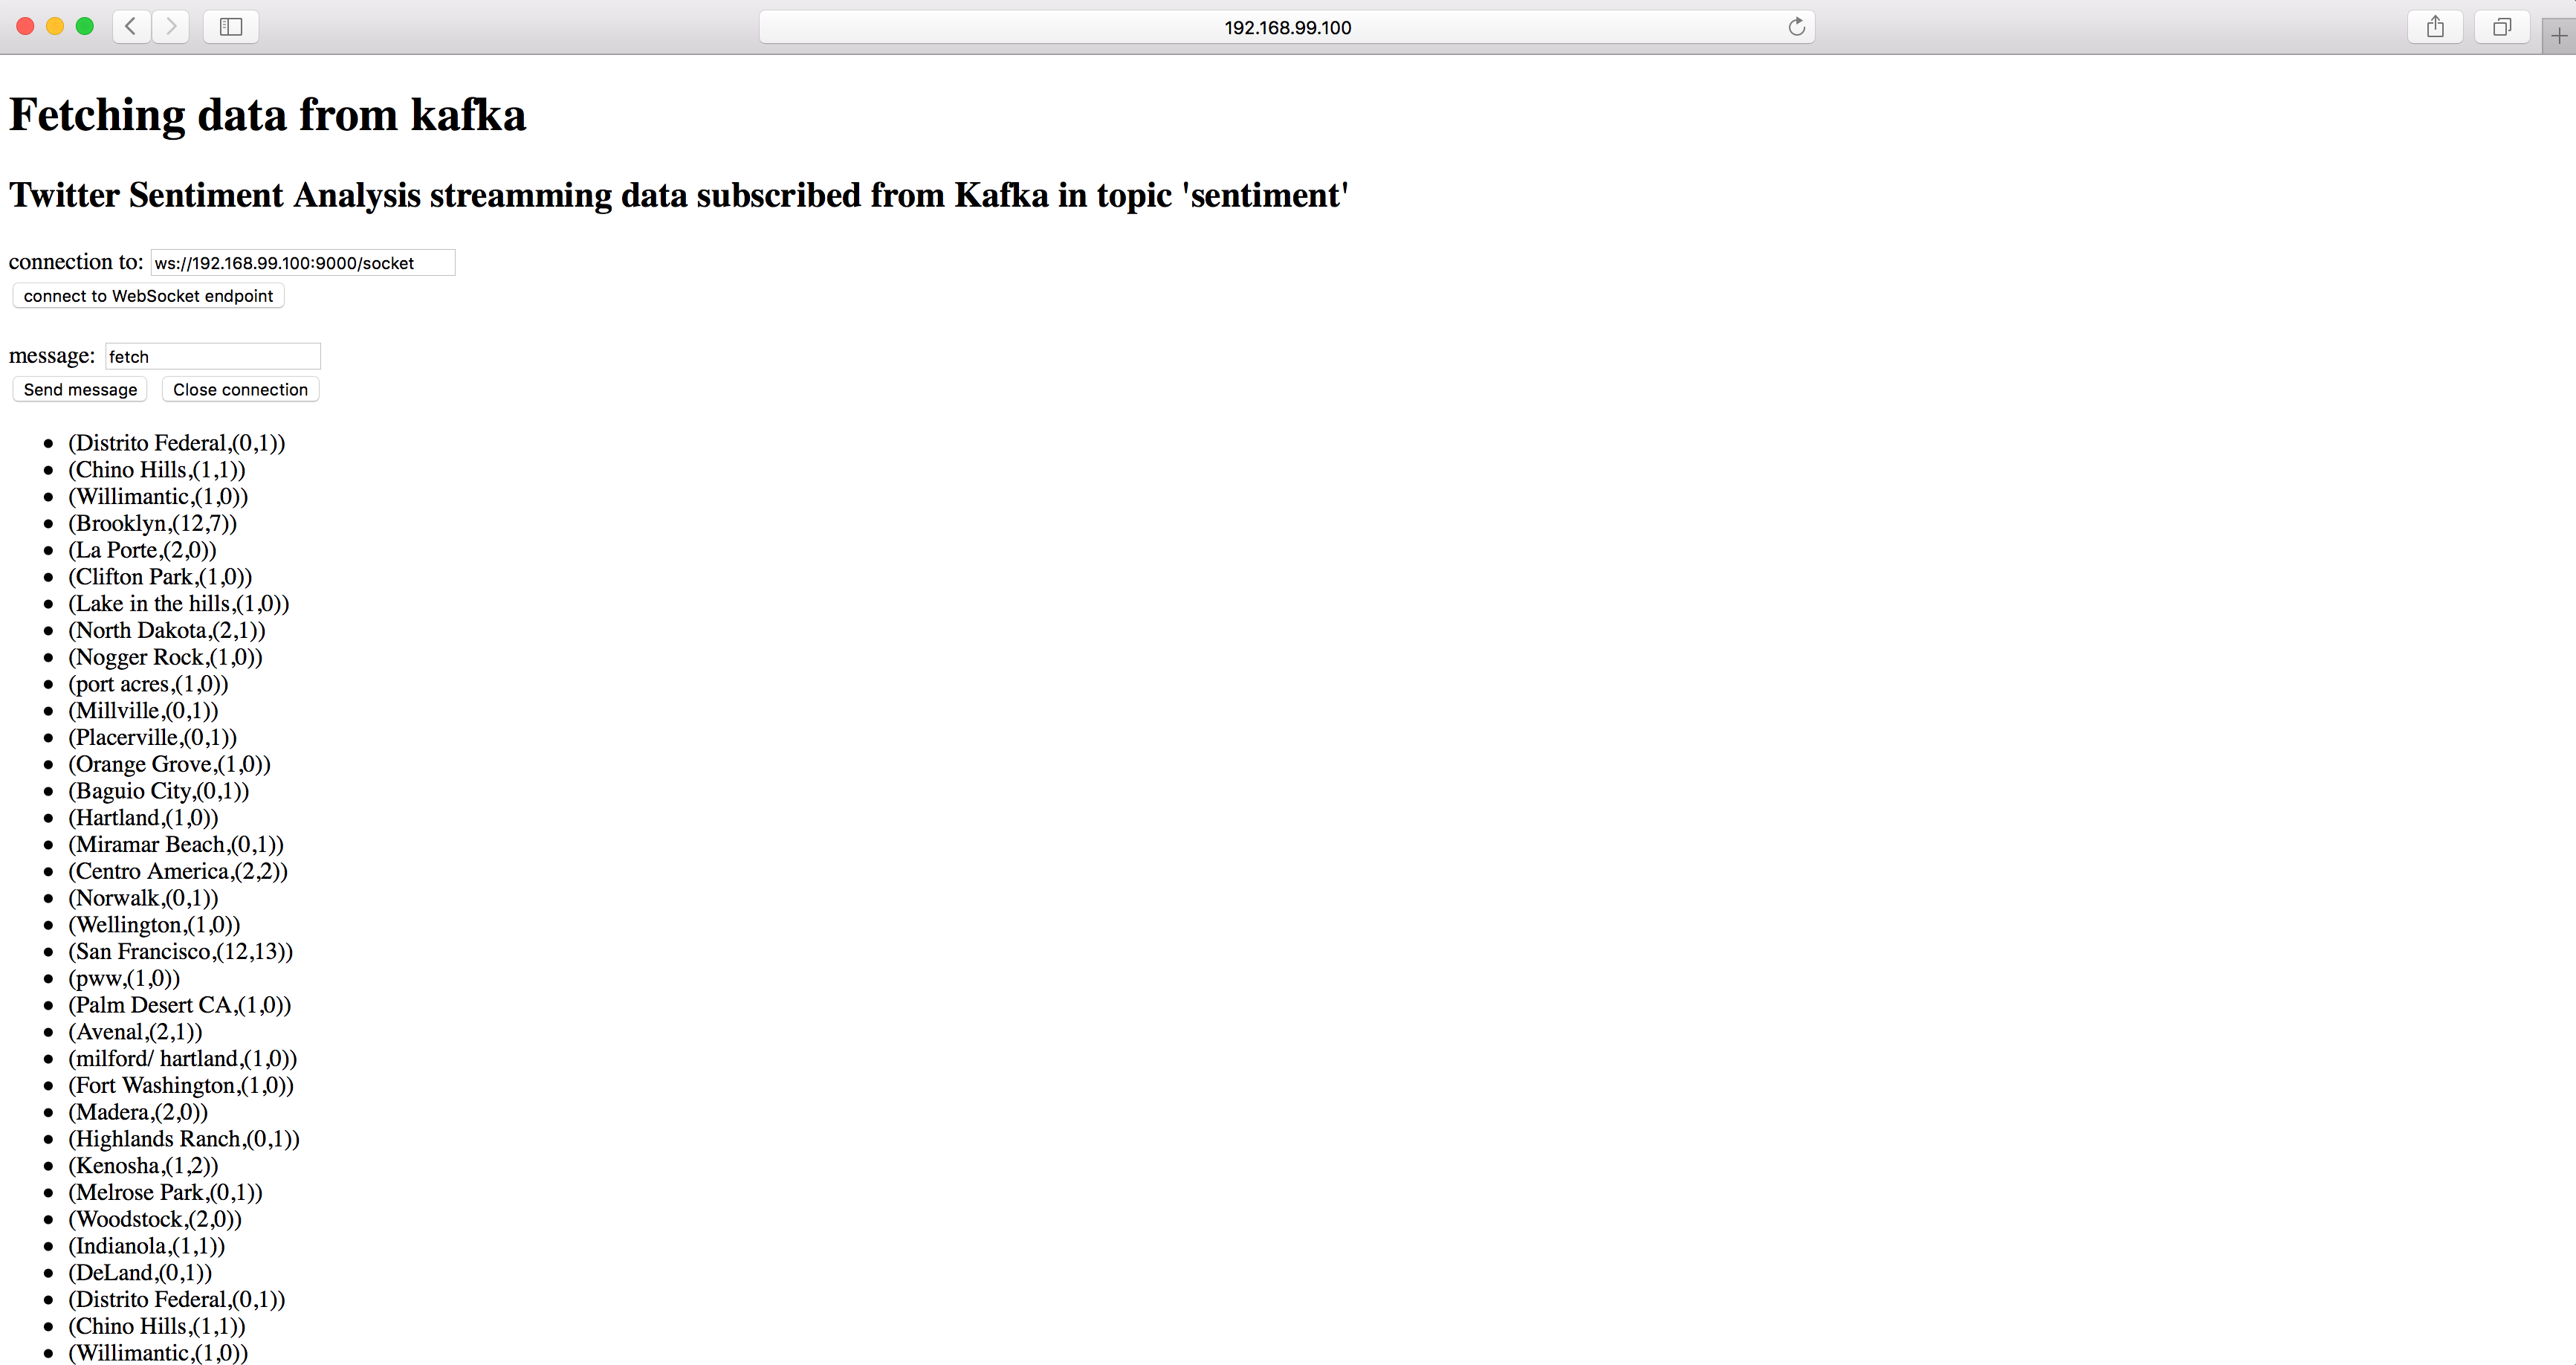 192.168.99.100
Fetching data from kafka
Twitter Sentiment Analysis streamming data subscribed from Kafka in topic 'sentiment'
connection to: ws://192.168.99.100:9000/socket
connect to WebSocket endpoint
message: fetch
Send message Close connection
(Distrito Federal,(0,1))
(Chino Hills,(1,1))
(Willimantic,(1,0))
(Brooklyn,(12,7))
(La Porte,(2,0))
(Clifton Park,(1,0))
(Lake in the hills,(1,0))
(North Dakota,(2,1))
(Nogger Rock,(1,0))
(port acres,(1,0))
(Millville,(0,1))
(Placerville,(0,1))
(Orange Grove,(1,0))
(Baguio City,(0,1))
(Hartland,(1,0))
(Miramar Beach,(0,1))
(Centro America,(2,2))
(Norwalk,(0,1))
(Wellington,(1,0))
(San Francisco,(12,13))
(pww,(1,0))
(Palm Desert CA,(1,0))
(Avenal,(2,1))
(milford/ hartland,(1,0))
(Fort Washington,(1,0))
(Madera,(2,0))
(Highlands Ranch,(0,1))
(Kenosha,(1,2))
(Melrose Park,(0,1))
(Woodstock,(2,0))
(Indianola,(1,1))
(DeLand,(0,1))
(Distrito Federal,(0,1))
(Chino Hills,(1,1))
(Willimantic,(1,0))